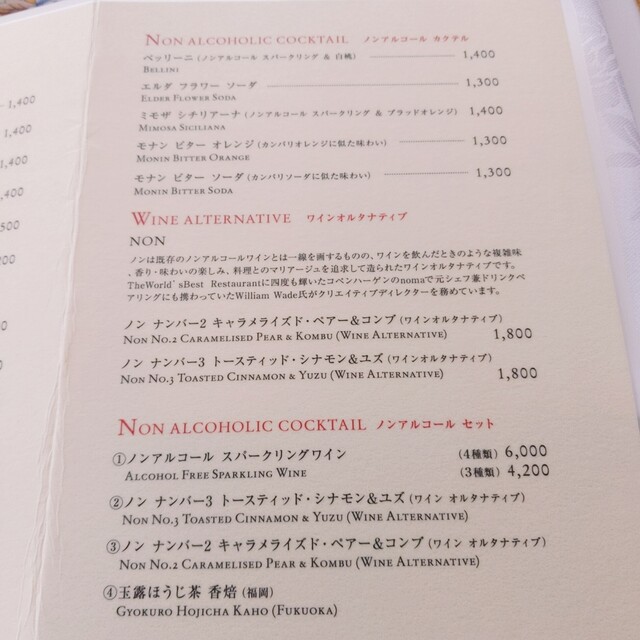 NON ALCOHOLIC COCKTAIL ノンアルコール カクテル
ベッリーニ (ノンアルコール スパークリング & 白桃) 1,400
BELLINI
エルダ フラワー ソーダ 1,300
ELDER FLOWER SODA
ミモザ シチリアーナ (ノンアルコール スパークリング & ブラッドオレンジ) 1,400
MIMOSA SICILIANA
モナン ビター オレンジ (カンパリオレンジに似た味わい) 1,300
MONIN BITTER ORANGE
モナン ビター ソーダ (カンパリソーダに似た味わい) 1,300
MONIN BITTER SODA
WINE ALTERNATIVE ワインオルタナティブ
NON
ノンは既存のノンアルコールワインとは一線を画するものの、ワインを飲んだときのような複雑味
、香り・味わいの楽しみ、料理とのマリアージュを追求して造られたワインオルタナティブです。
TheWorld`sBest Restaurantに四度も輝いたコペンハーゲンのnomaで元シェフ兼ドリンクペ
アリングにも携わっていたWilliam Wade氏がクリエイティブディレクターを務めています。
ノン ナンバー2 キャラメライズド・ペアー&コンブ (ワインオルタナティブ)
NON NO.2 CARAMELISED PEAR & KOMBU (WINE ALTERNATIVE) 1,800
ノン ナンバー3 トースティッド・シナモン&ユズ (ワインオルタナティブ)
NON NO.3 TOASTED CINNAMON & YUZU (WINE ALTERNATIVE) 1,800
NON ALCOHOLIC COCKTAIL ノンアルコール セット
①ノンアルコール スパークリングワイン (4種類) 6,000
ALCOHOL FREE SPARKLING WINE (3種類) 4,200
②ノン ナンバー3 トースティッド・シナモン&ユズ (ワイン オルタナティブ)
NON NO.3 TOASTED CINNAMON & YUZU (WINE ALTERNATIVE)
③ノン ナンバー2 キャラメライズド・ペアー&コンブ (ワイン オルタナティブ)
NON NO.2 CARAMELISED PEAR & KOMBU (WINE ALTERNATIVE)
④玉露ほうじ茶 香焙 (福岡)
GYOKURO HOJICHA KAHO (FUKUOKA)
1,400
1,400
1,400
,400
500
200